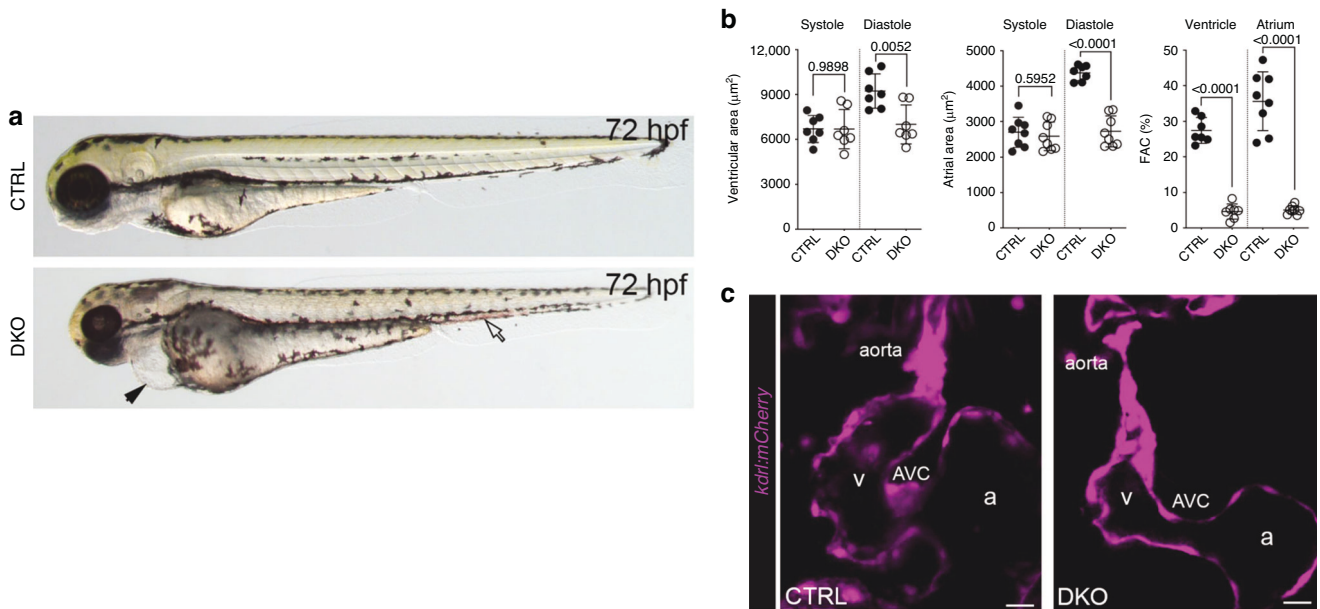 a
CTRL
72 hpf
DKO
72 hpf
b
Systole
Diastole
Ventricular area (μm²)
12,000
9000
6000
3000
0
0.9898
0.0052
CTRL
DKO
CTRL
DKO
Systole
Diastole
Atrial area (μm²)
5000
4000
3000
2000
1000
0
0.5952
<0.0001
CTRL
DKO
CTRL
DKO
Ventricle
Atrium
FAC (%)
50
40
30
20
10
0
<0.0001
<0.0001
CTRL
DKO
CTRL
DKO
c
kdrl:mCherry
aorta
v
AVC
a
CTRL
aorta
v
AVC
a
DKO